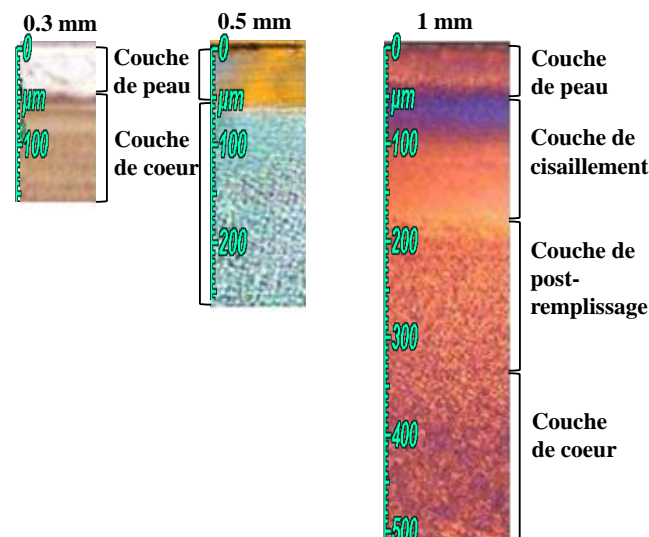 0.3 mm
0.5 mm
1 mm
0
µm
100
Couche
de peau
Couche
de coeur
0
µm
100
200
0
µm
100
200
300
400
500
Couche
de peau
Couche de
cisaillement
Couche de
post-
remplissage
Couche
de coeur